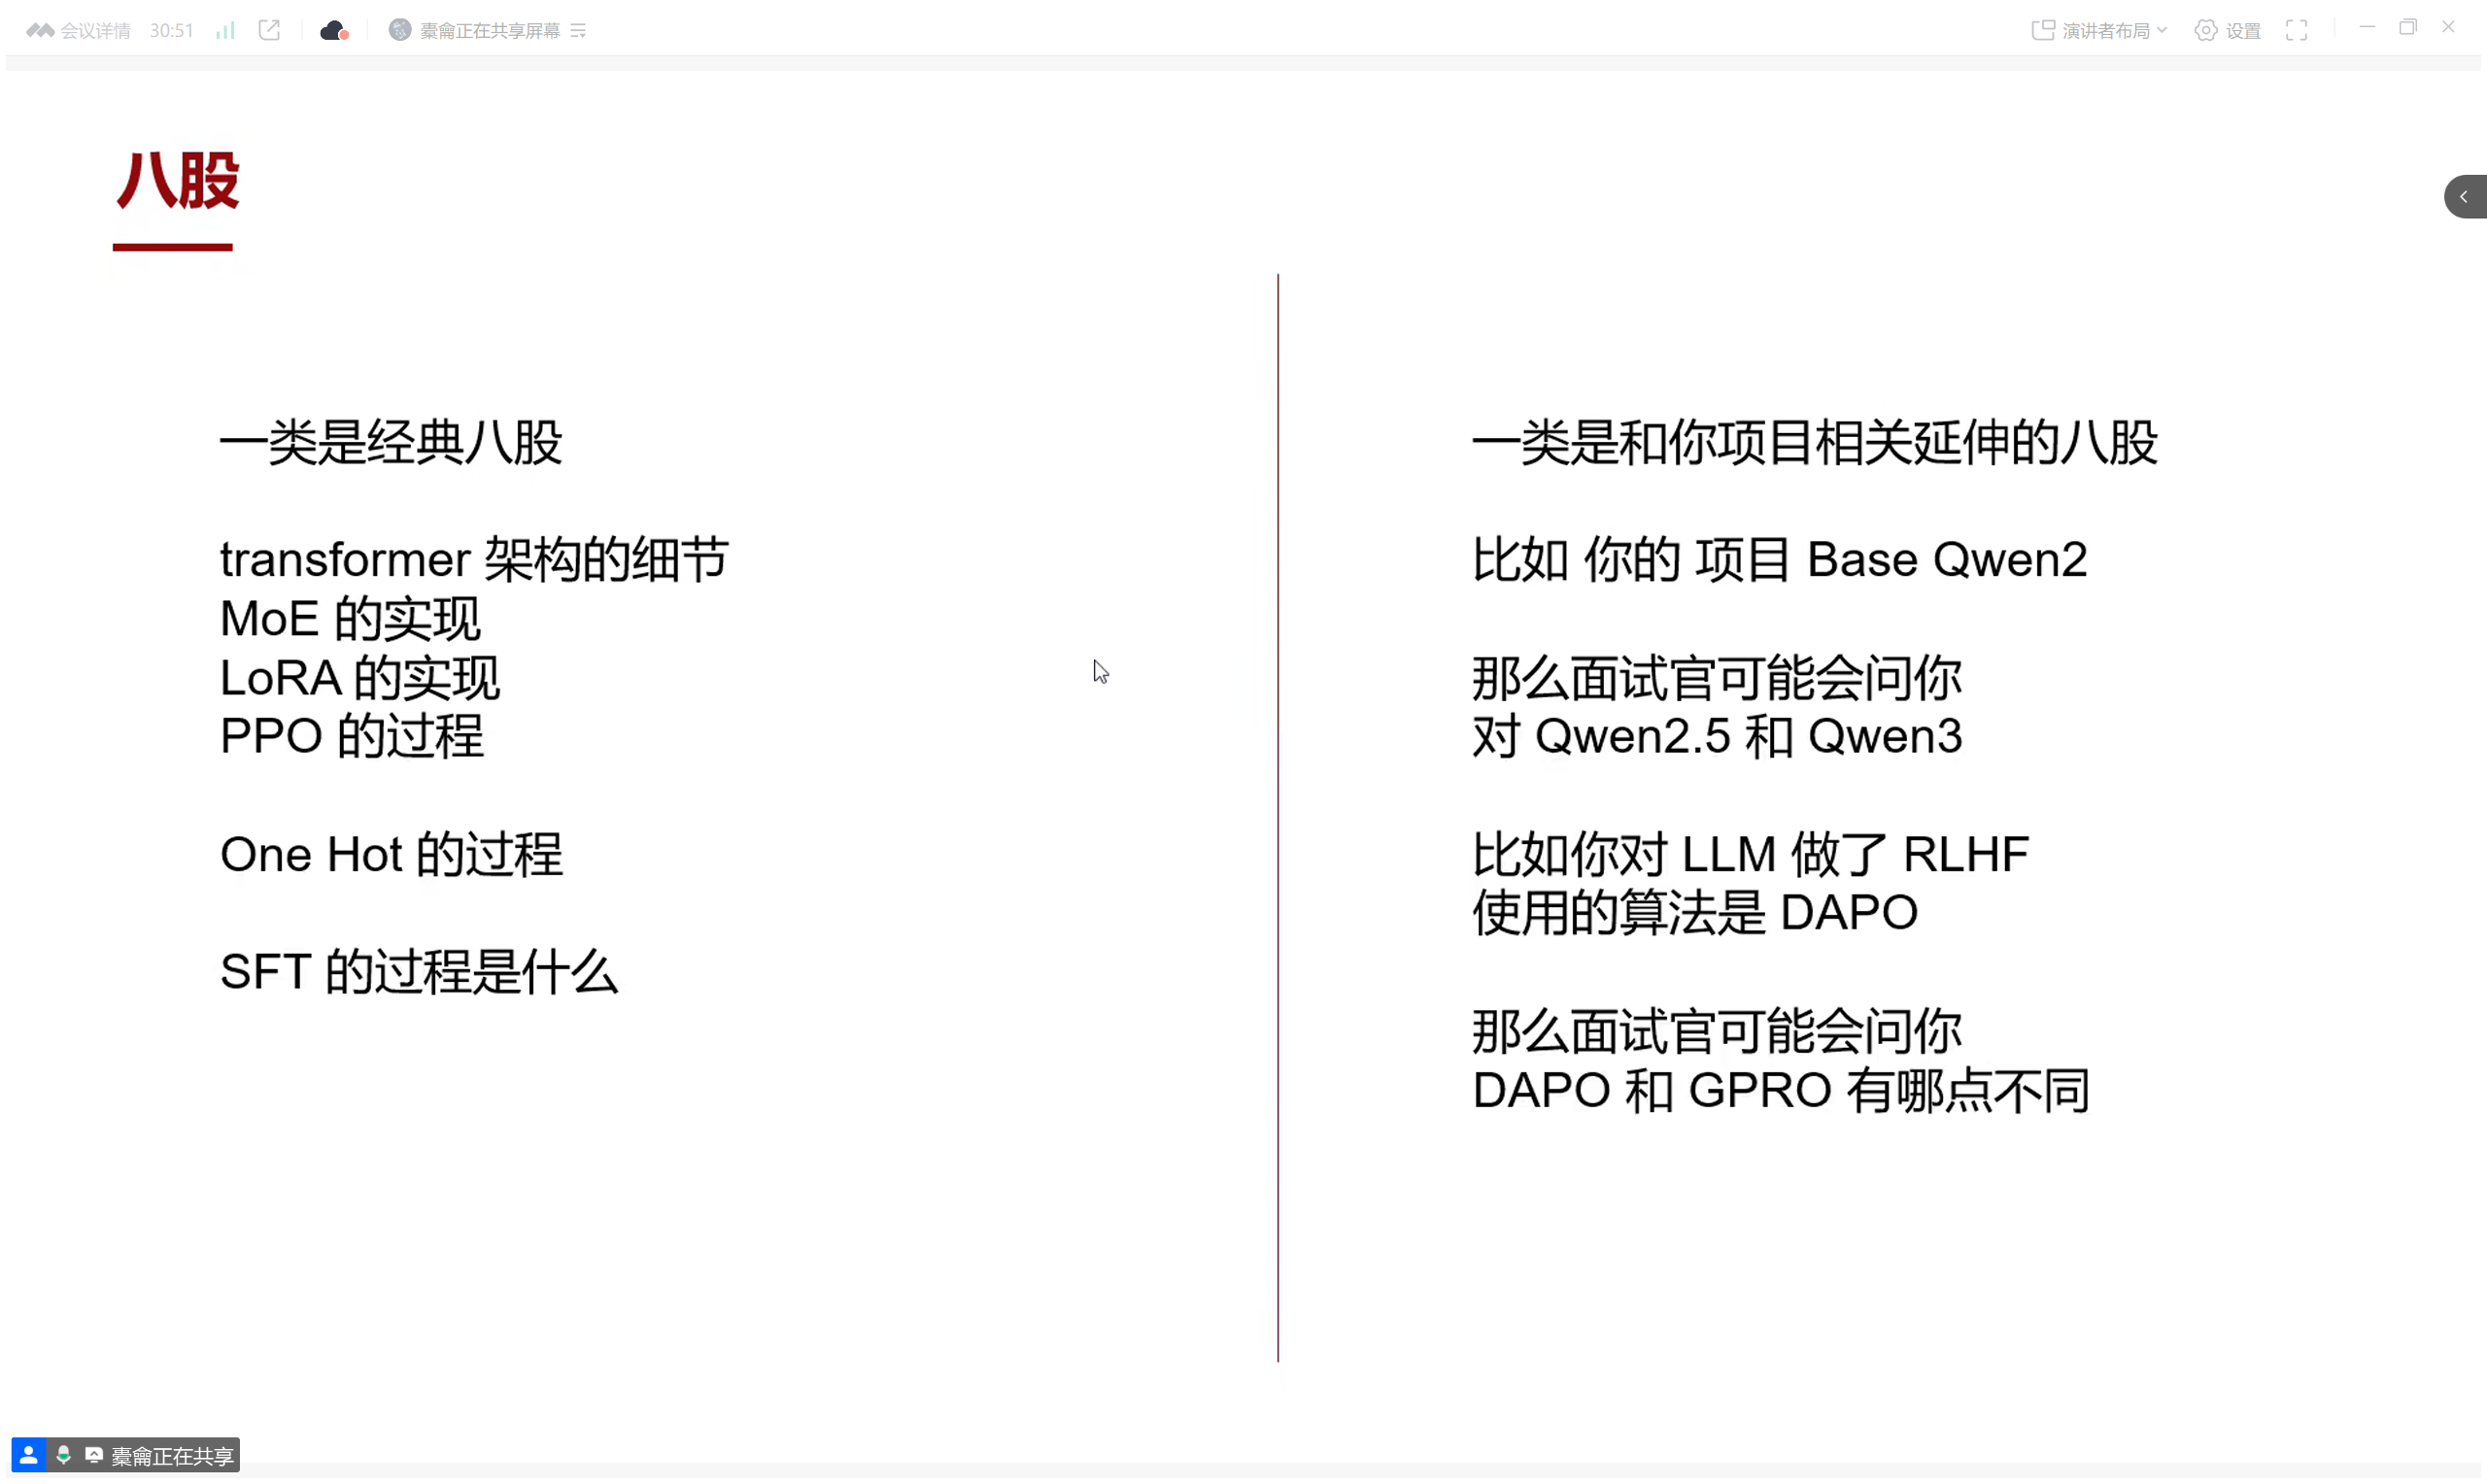 会议详情 30:51 橐龠正在共享屏幕 演讲者布局 设置
八股
一类是经典八股
transformer 架构的细节
MoE 的实现
LoRA 的实现
PPO 的过程
One Hot 的过程
SFT 的过程是什么
一类是和你项目相关延伸的八股
比如 你的 项目 Base Qwen2
那么面试官可能会问你
对 Qwen2.5 和 Qwen3
比如你对 LLM 做了 RLHF
使用的算法是 DAPO
那么面试官可能会问你
DAPO 和 GPRO 有哪点不同
橐龠正在共享